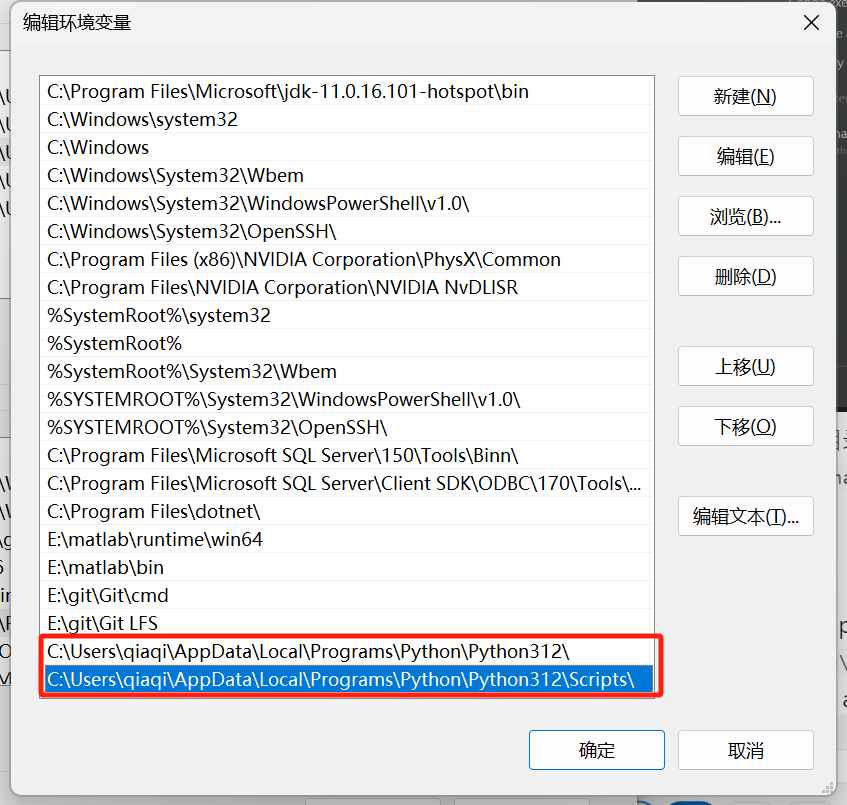 编辑环境变量
C:\Program Files\Microsoft\jdk-11.0.16.101-hotspot\bin
C:\Windows\system32
C:\Windows
C:\Windows\System32\Wbem
C:\Windows\System32\WindowsPowerShell\v1.0\
C:\Windows\System32\OpenSSH\
C:\Program Files (x86)\NVIDIA Corporation\PhysX\Common
C:\Program Files\NVIDIA Corporation\NVIDIA NvDLISR
%SystemRoot%\system32
%SystemRoot%
%SystemRoot%\System32\Wbem
%SYSTEMROOT%\System32\WindowsPowerShell\v1.0\
%SYSTEMROOT%\System32\OpenSSH\
C:\Program Files\Microsoft SQL Server\150\Tools\Binn\
C:\Program Files\Microsoft SQL Server\Client SDK\ODBC\170\Tools\...
C:\Program Files\dotnet\
E:\matlab\runtime\win64
E:\matlab\bin
E:\git\Git\cmd
E:\git\Git LFS
C:\Users\qiaqi\AppData\Local\Programs\Python\Python312\
C:\Users\qiaqi\AppData\Local\Programs\Python\Python312\Scripts\
新建(N)
编辑(E)
浏览(B)...
删除(D)
上移(U)
下移(O)
编辑文本(T)...
确定
取消